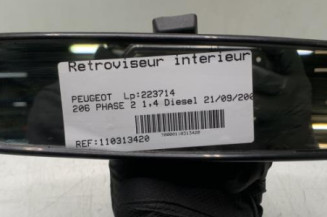 Retroviseur interieur
PEUGEOT Lp:223714
206 PHASE 2 1.4 Diesel 21/09/200
REF:110313420